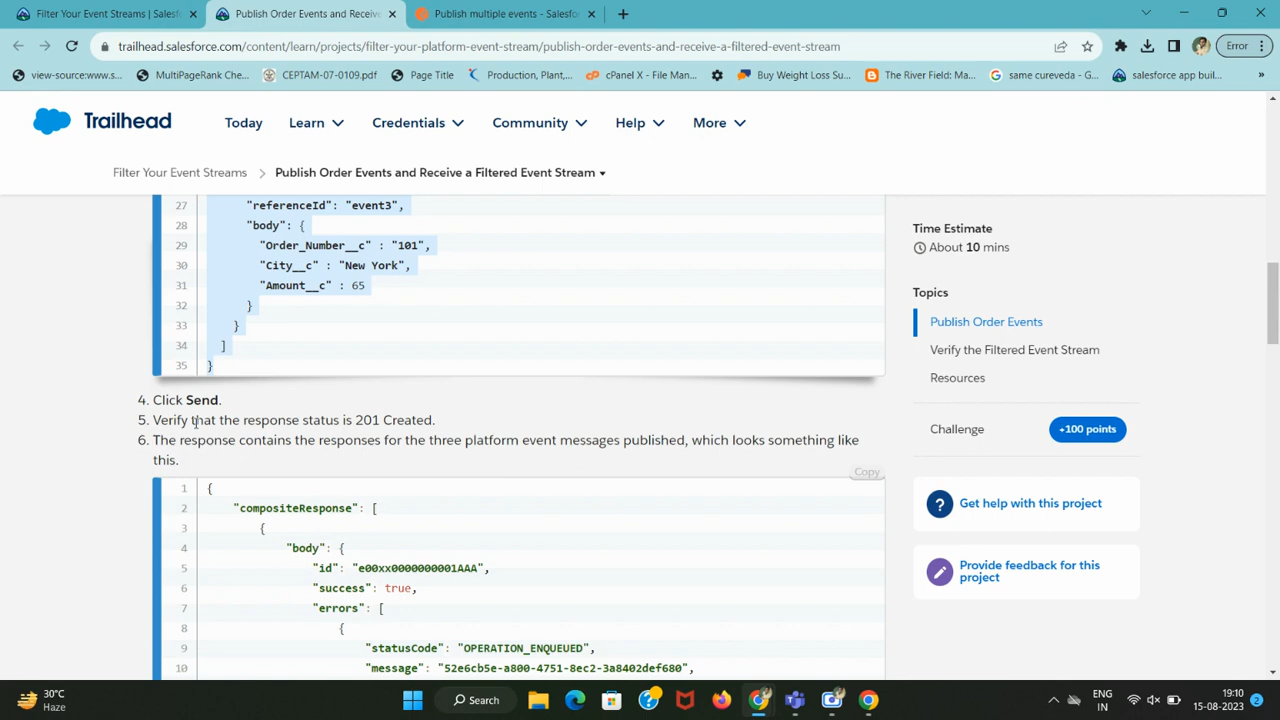 Filter Your Event Streams | Salesf
Publish Order Events and Receive
Publish multiple events - Salesfor
trailhead.salesforce.com/content/learn/projects/filter-your-platform-event-stream/publish-order-events-and-receive-a-filtered-event-stream
Error
view-source:www.s...
MultiPageRank Che...
CEPTAM-07-0109.pdf
Page Title
Production, Plant,...
cPanel X - File Man...
Buy Weight Loss Su...
The River Field: Ma...
same cureveda - G...
salesforce app buil...
»
Trailhead
Today
Learn
Credentials
Community
Help
More
Filter Your Event Streams
Publish Order Events and Receive a Filtered Event Stream
27 "referenceId": "event3",
28 "body": {
29 "Order_Number__c" : "101",
30 "City__c" : "New York",
31 "Amount__c" : 65
32 }
33 }
34 ]
35 }
4. Click Send.
5. Verify that the response status is 201 Created.
6. The response contains the responses for the three platform event messages published, which looks something like
this.
Copy
1 {
2 "compositeResponse": [
3 {
4 "body": {
5 "id": "e00xx0000000001AAA",
6 "success": true,
7 "errors": [
8 {
9 "statusCode": "OPERATION_ENQUEUED",
10 "message": "52e6cb5e-a800-4751-8ec2-3a8402def680",
Time Estimate
About 10 mins
Topics
Publish Order Events
Verify the Filtered Event Stream
Resources
Challenge
+100 points
Get help with this project
Provide feedback for this
project
30°C
Haze
Search
ENG
IN
19:10
15-08-2023
2